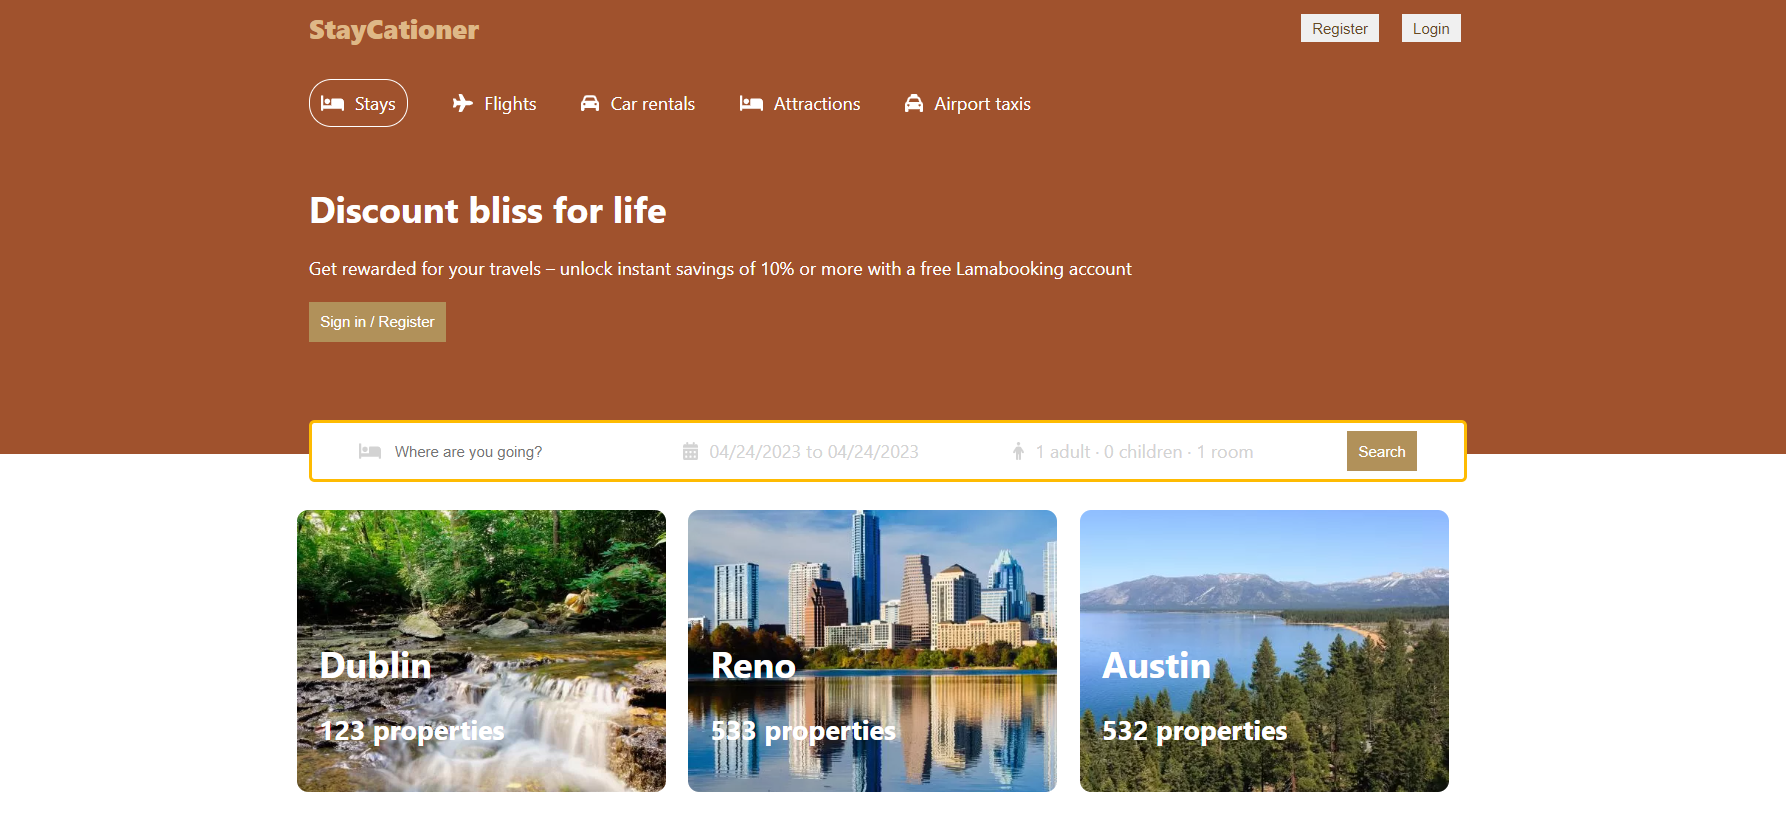 StayCationer
Register
Login
Stays
Flights
Car rentals
Attractions
Airport taxis
Discount bliss for life
Get rewarded for your travels – unlock instant savings of 10% or more with a free Lamabooking account
Sign in / Register
Where are you going?
04/24/2023 to 04/24/2023
1 adult · 0 children · 1 room
Search
Dublin
123 properties
Reno
533 properties
Austin
532 properties